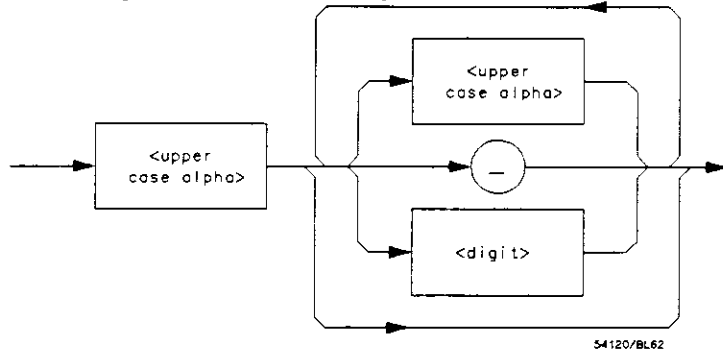 <upper
case alpha>
<upper
case alpha>
_
<digit>
54120/BL62